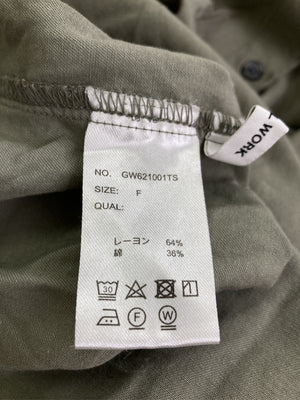 NO. GW621001TS
SIZE: F
QUAL:
レーヨン 64%
綿 36%
30
F
W
WORK